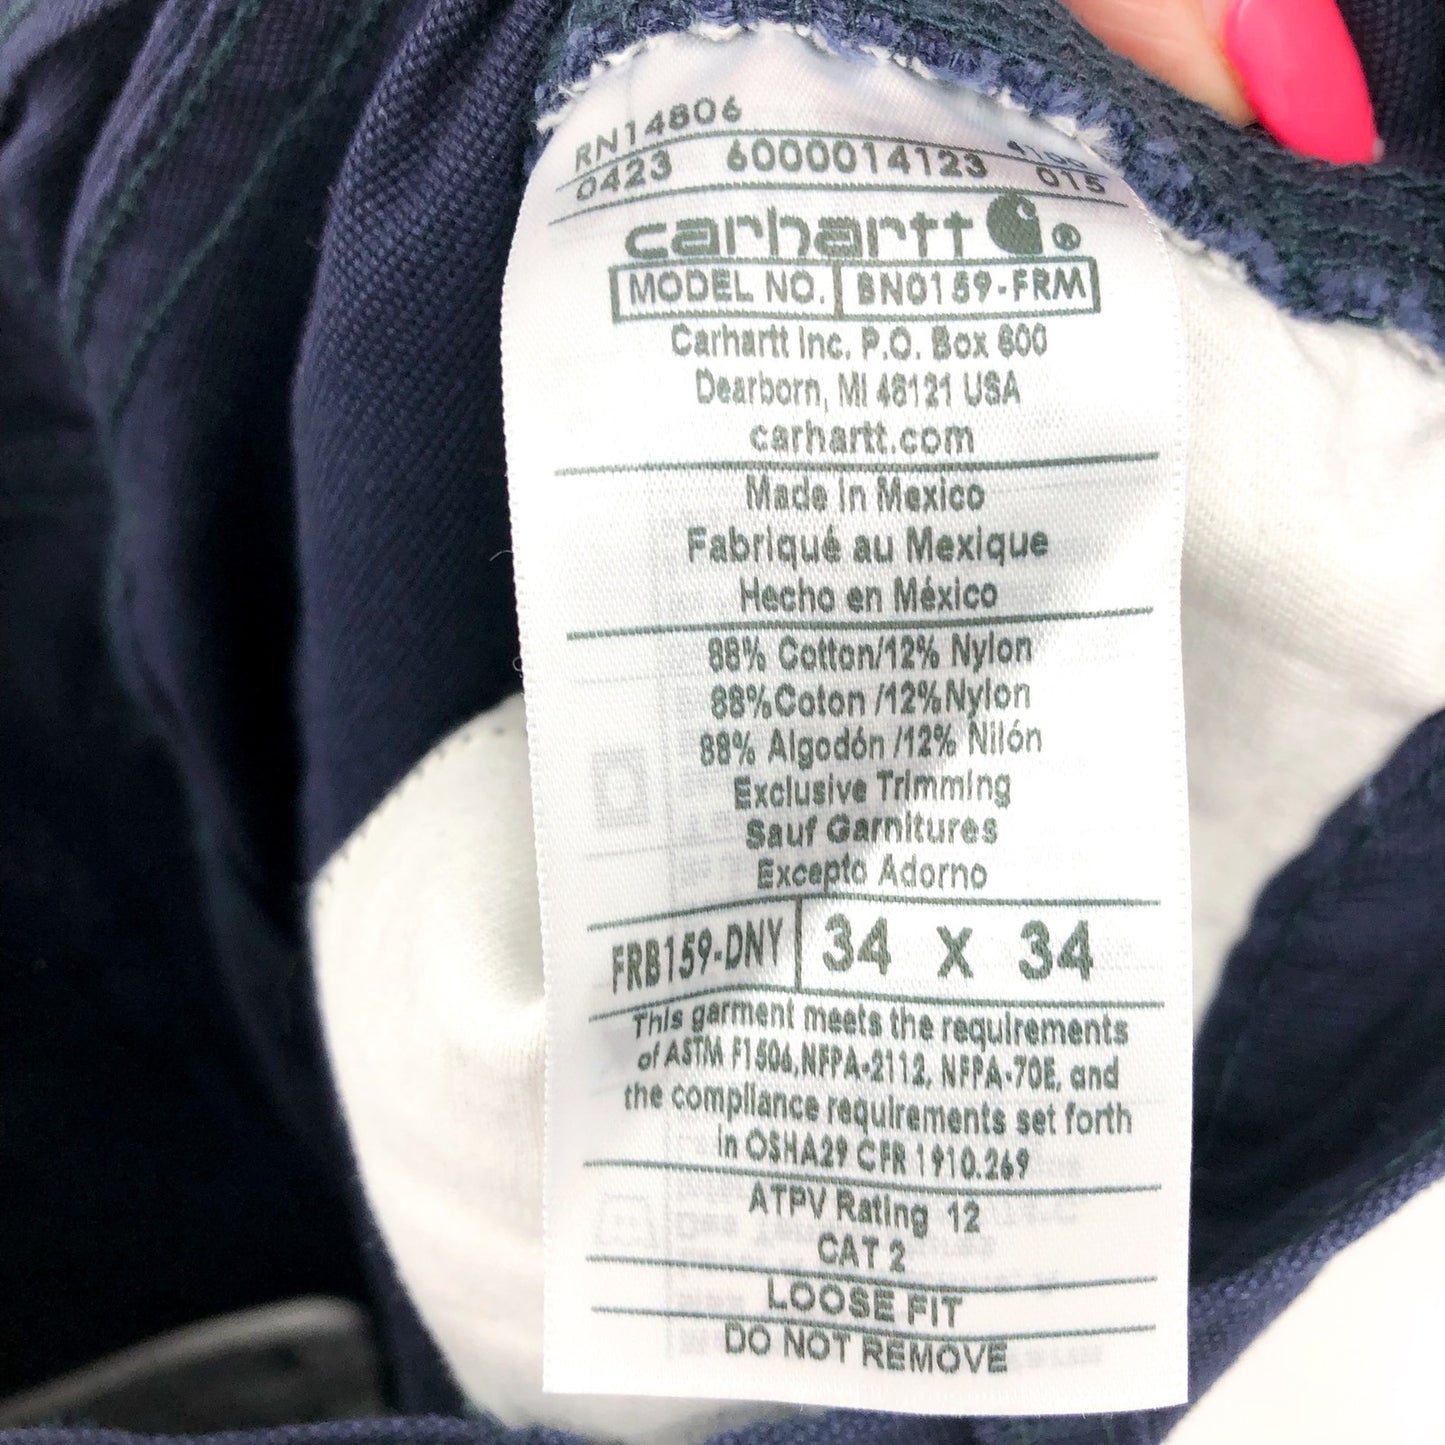 RN14806
0423 6000014123 015
carhartt®
MODEL NO. BN0159-FRM
Carhartt Inc. P.O. Box 600
Dearborn, MI 48121 USA
carhartt.com
Made in Mexico
Fabriqué au Mexique
Hecho en México
88% Cotton/12% Nylon
88%Coton /12%Nylon
88% Algodón /12% Nilón
Exclusive Trimming
Sauf Garnitures
Excepto Adorno
FRB159-DNY 34 X 34
This garment meets the requirements
of ASTM F1506,NFPA-2112, NFPA-70E, and
the compliance requirements set forth
in OSHA29 CFR 1910.269
ATPV Rating 12
CAT 2
LOOSE FIT
DO NOT REMOVE